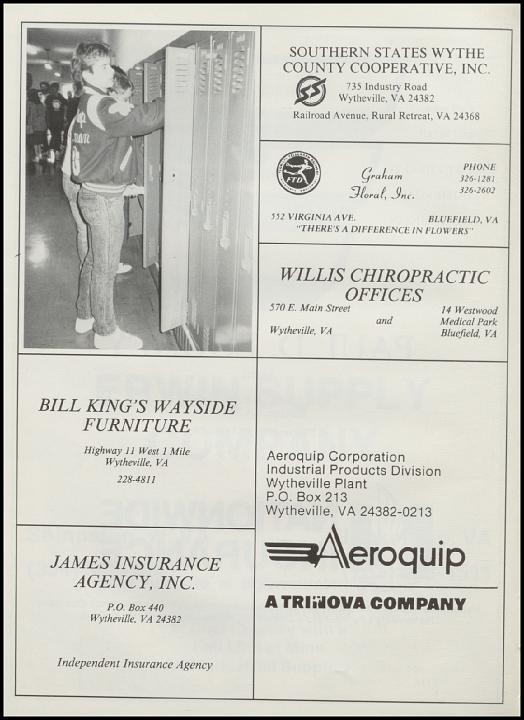 SOUTHERN STATES WYTHE
COUNTY COOPERATIVE, INC.
735 Industry Road
Wytheville, VA 24382
Railroad Avenue, Rural Retreat, VA 24368
FTD
Graham
Floral, Inc.
PHONE
326-1281
326-2602
552 VIRGINIA AVE.
BLUEFIELD, VA
"THERE'S A DIFFERENCE IN FLOWERS"
WILLIS CHIROPRACTIC
OFFICES
570 E. Main Street
Wytheville, VA
and
14 Westwood
Medical Park
Bluefield, VA
BILL KING'S WAYSIDE
FURNITURE
Highway 11 West 1 Mile
Wytheville, VA
228-4811
Aeroquip Corporation
Industrial Products Division
Wytheville Plant
P.O. Box 213
Wytheville, VA 24382-0213
Aeroquip
A TRINOVA COMPANY
JAMES INSURANCE
AGENCY, INC.
P.O. Box 440
Wytheville, VA 24382
Independent Insurance Agency